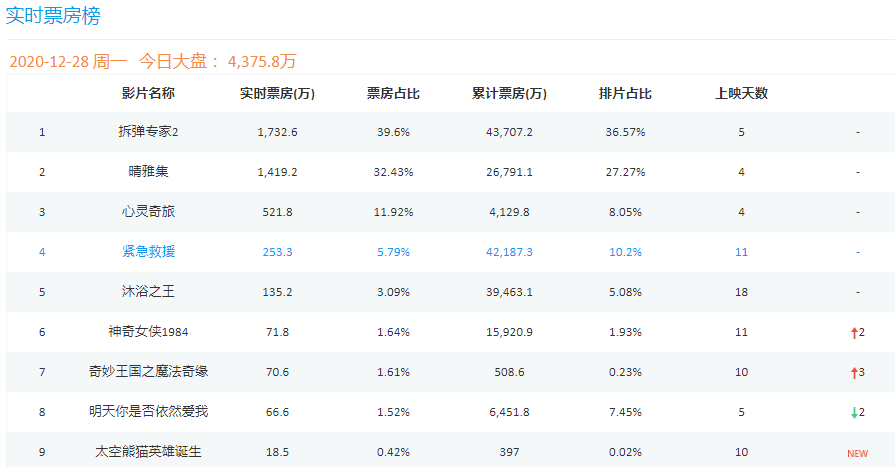 实时票房榜
2020-12-28 周一 今日大盘： 4,375.8万
影片名称 实时票房(万) 票房占比 累计票房(万) 排片占比 上映天数
1 拆弹专家2 1,732.6 39.6% 43,707.2 36.57% 5 -
2 晴雅集 1,419.2 32.43% 26,791.1 27.27% 4 -
3 心灵奇旅 521.8 11.92% 4,129.8 8.05% 4 -
4 紧急救援 253.3 5.79% 42,187.3 10.2% 11 -
5 沐浴之王 135.2 3.09% 39,463.1 5.08% 18 -
6 神奇女侠1984 71.8 1.64% 15,920.9 1.93% 11 ↑2
7 奇妙王国之魔法奇缘 70.6 1.61% 508.6 0.23% 10 ↑3
8 明天你是否依然爱我 66.6 1.52% 6,451.8 7.45% 5 ↓2
9 太空熊猫英雄诞生 18.5 0.42% 397 0.02% 10 NEW